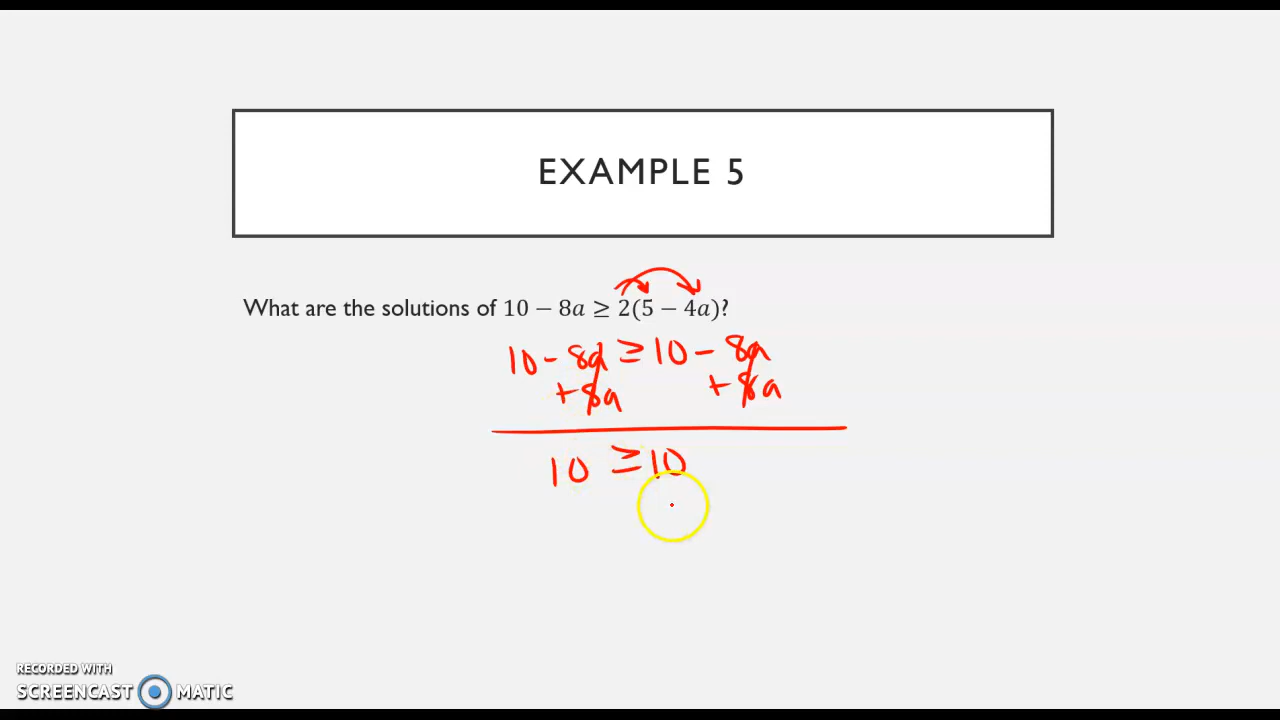 EXAMPLE 5
What are the solutions of 10 − 8a ≥ 2(5 − 4a)?
10 - 8a ≥ 10 - 8a
+8a +8a
10 ≥ 10
RECORDED WITH
SCREENCAST MATIC